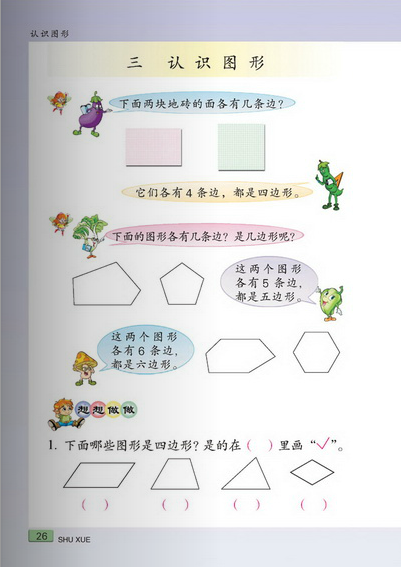 认识图形
三 认识图形
下面两块地砖的面各有几条边?
它们各有4条边,都是四边形。
下面的图形各有几条边?是几边形呢?
这两个图形
各有5条边,
都是五边形。
这两个图形
各有6条边,
都是六边形。
想想做做
1. 下面哪些图形是四边形?是的在( )里画“✓”。
( ) ( ) ( ) ( )
26 SHU XUE